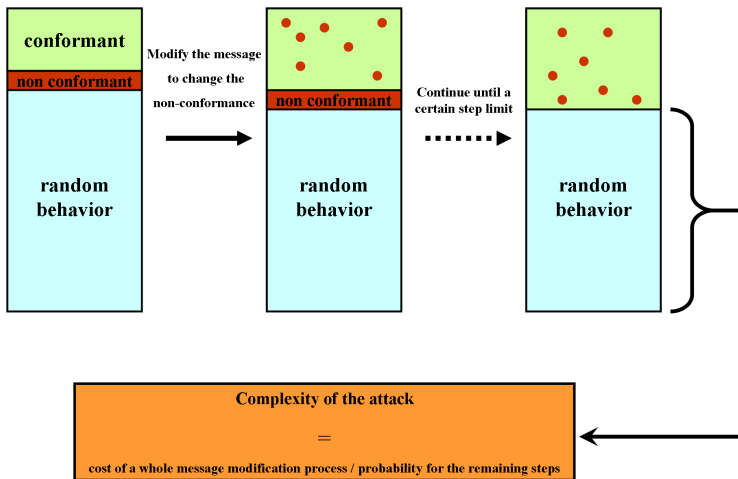 conformant
non conformant
random
behavior
Modify the message
to change the
non-conformance
non conformant
random
behavior
Continue until a
certain step limit
random
behavior
Complexity of the attack
=
cost of a whole message modification process / probability for the remaining steps